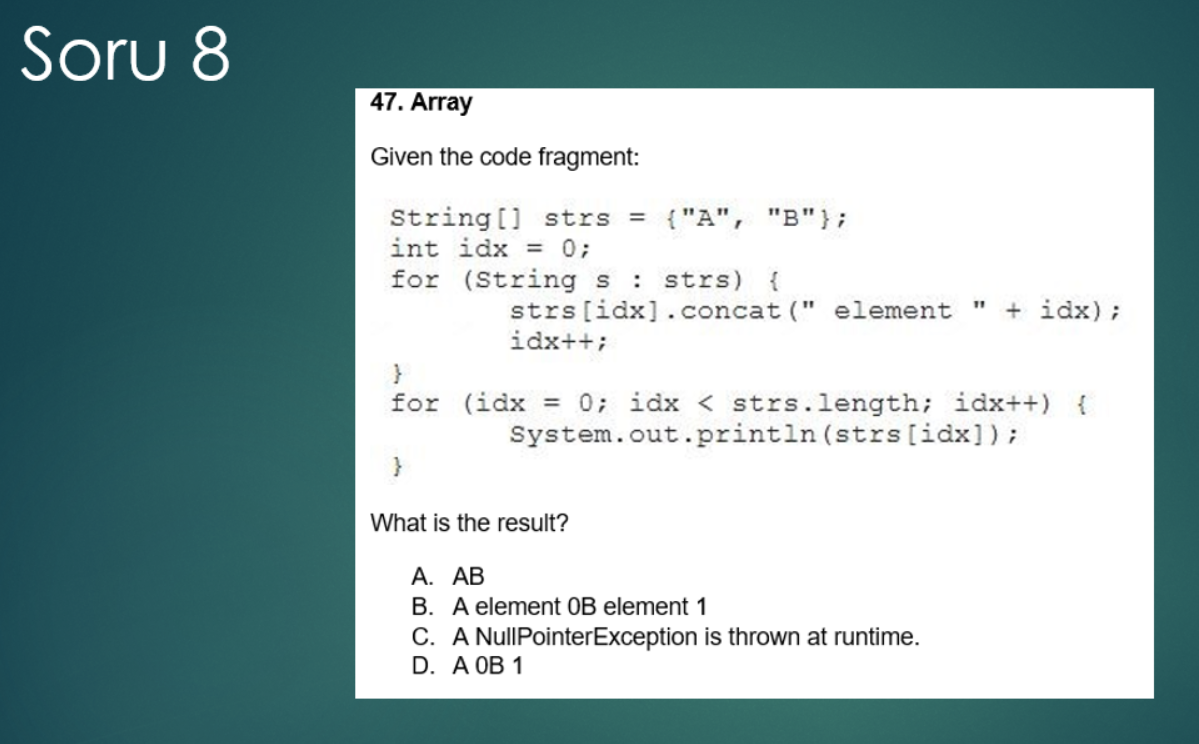 Soru 8
47. Array
Given the code fragment:
String[] strs = {"A", "B"};
int idx = 0;
for (String s : strs) {
strs[idx].concat(" element " + idx);
idx++;
}
for (idx = 0; idx < strs.length; idx++) {
System.out.println(strs[idx]);
}
What is the result?
A. AB
B. A element 0B element 1
C. A NullPointerException is thrown at runtime.
D. A 0B 1